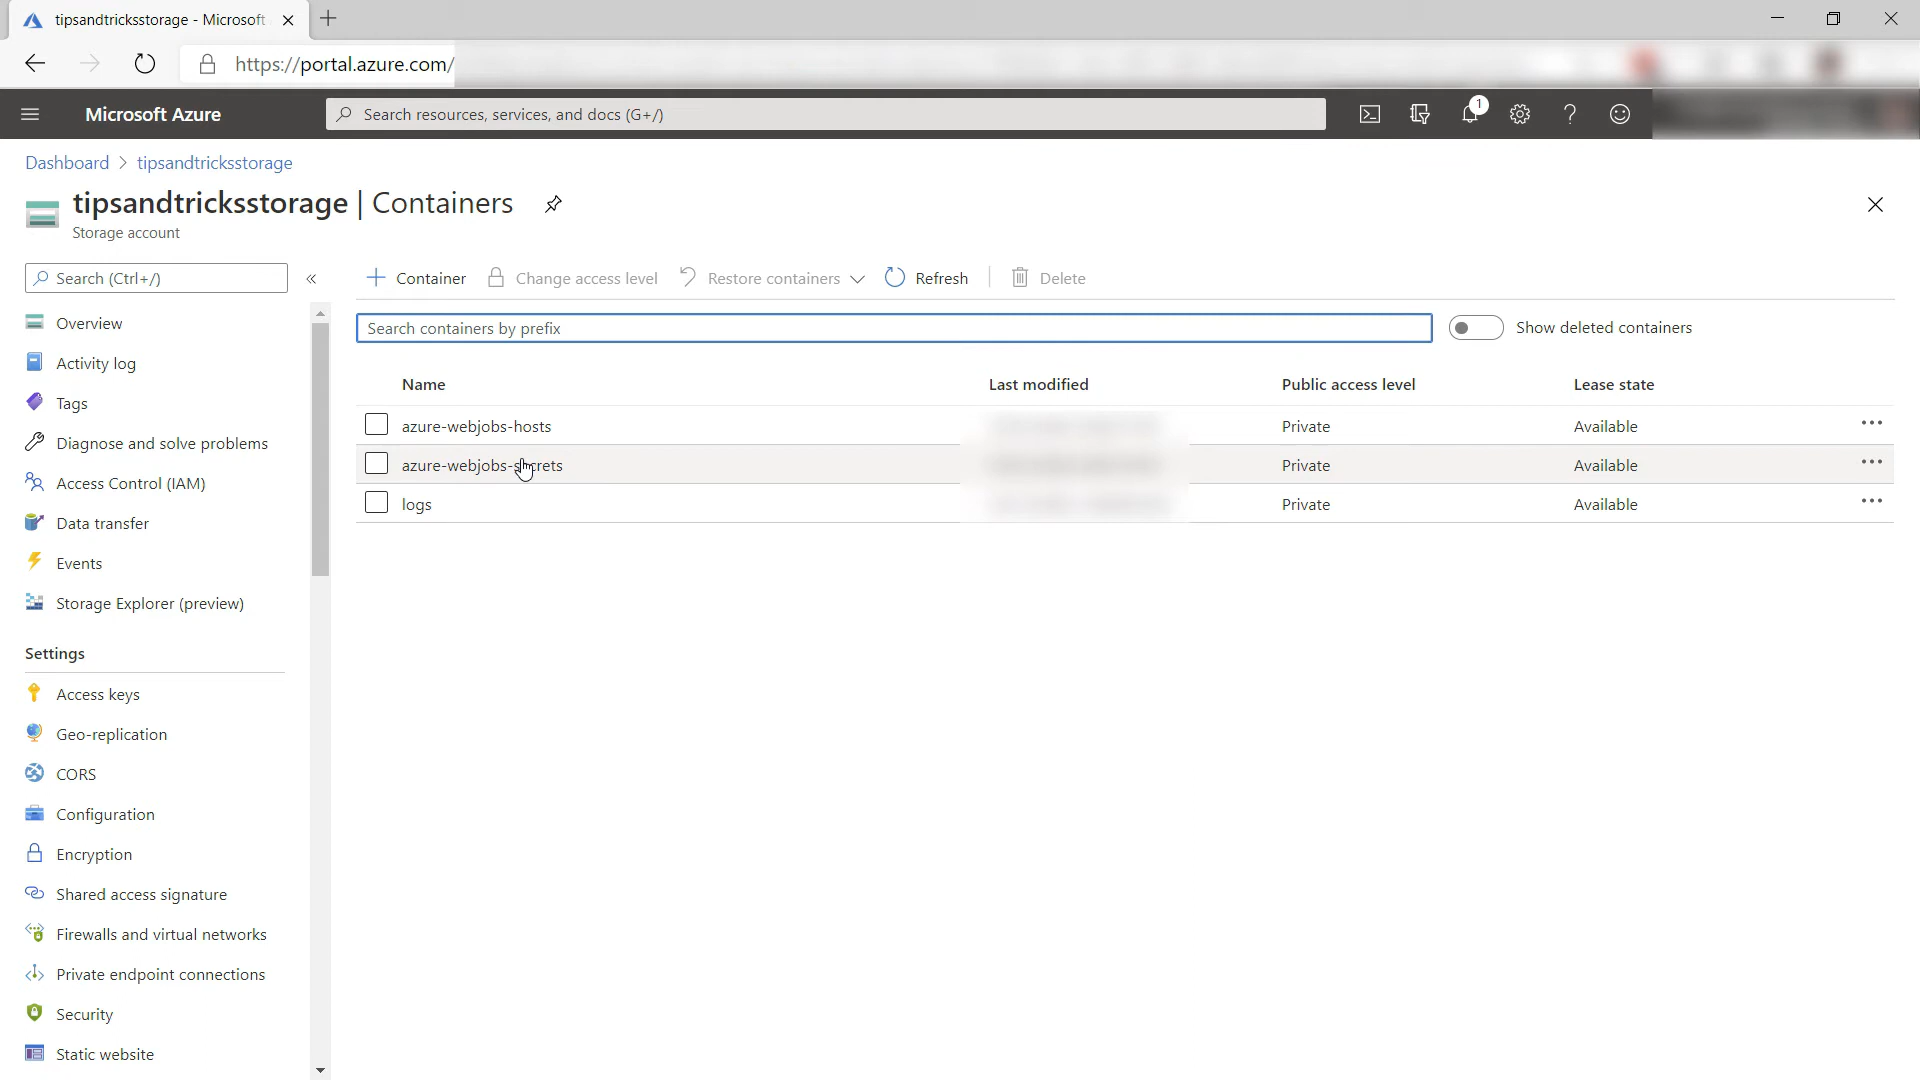 tipsandtricksstorage - Microsoft
https://portal.azure.com/
Microsoft Azure
Search resources, services, and docs (G+/)
1
Dashboard > tipsandtricksstorage
tipsandtricksstorage | Containers
Storage account
Search (Ctrl+/)
«
Overview
Activity log
Tags
Diagnose and solve problems
Access Control (IAM)
Data transfer
Events
Storage Explorer (preview)
Settings
Access keys
Geo-replication
CORS
Configuration
Encryption
Shared access signature
Firewalls and virtual networks
Private endpoint connections
Security
Static website
Container Change access level Restore containers Refresh Delete
Search containers by prefix Show deleted containers
Name Last modified Public access level Lease state
azure-webjobs-hosts Private Available
azure-webjobs-secrets Private Available
logs Private Available